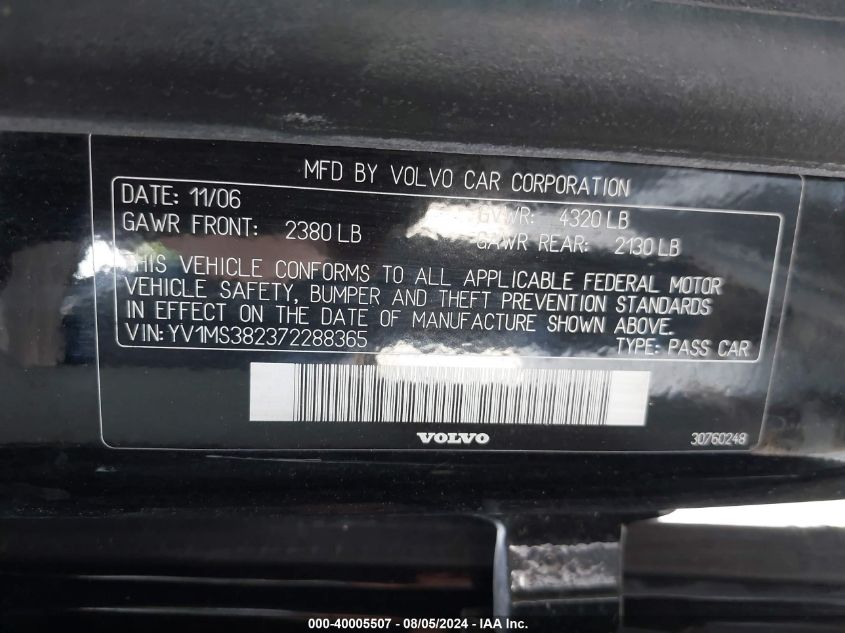 MFD BY VOLVO CAR CORPORATION
DATE: 11/06 GVWR: 4320 LB
GAWR FRONT: 2380 LB GAWR REAR: 2130 LB
THIS VEHICLE CONFORMS TO ALL APPLICABLE FEDERAL MOTOR
VEHICLE SAFETY, BUMPER AND THEFT PREVENTION STANDARDS
IN EFFECT ON THE DATE OF MANUFACTURE SHOWN ABOVE.
VIN: YV1MS382372288365 TYPE: PASS CAR
VOLVO 30760248
000-40005507 - 08/05/2024 - IAA Inc.